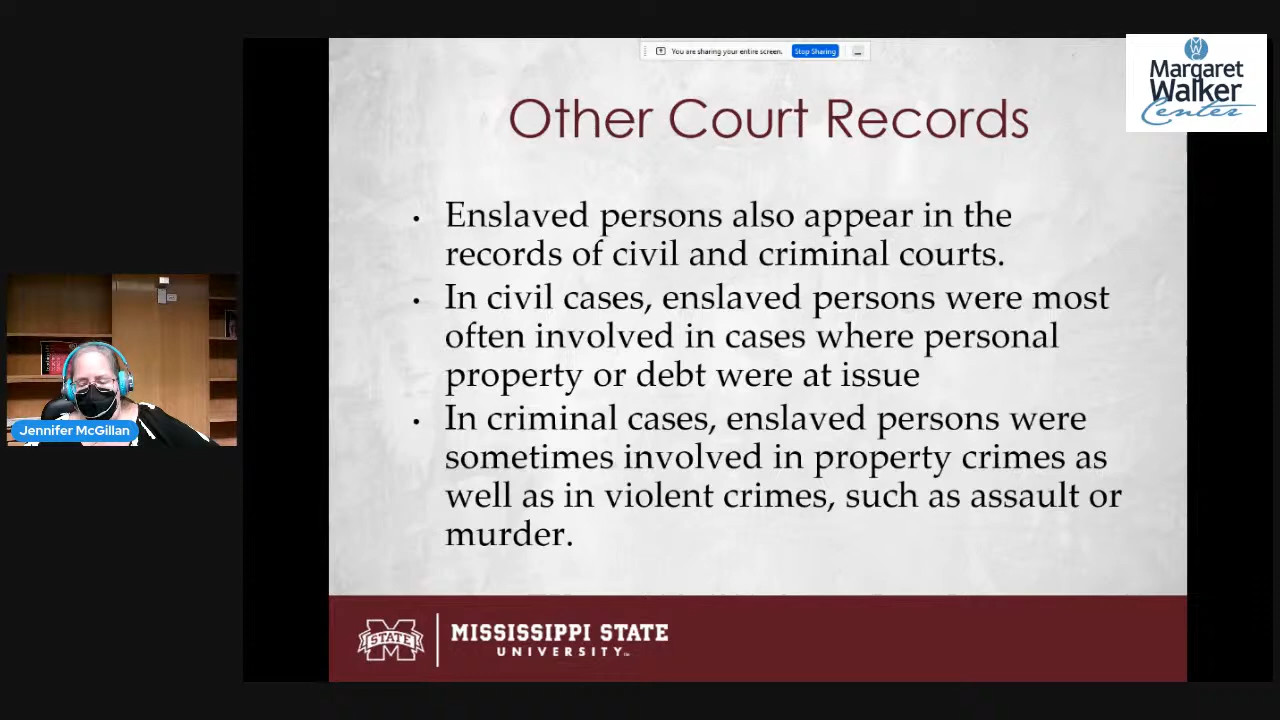 You are sharing your entire screen. Stop Sharing
Margaret
Walker
Center
Other Court Records
• Enslaved persons also appear in the
records of civil and criminal courts.
• In civil cases, enslaved persons were most
often involved in cases where personal
property or debt were at issue
• In criminal cases, enslaved persons were
sometimes involved in property crimes as
well as in violent crimes, such as assault or
murder.
Jennifer McGillan
STATE
MISSISSIPPI STATE
UNIVERSITY™